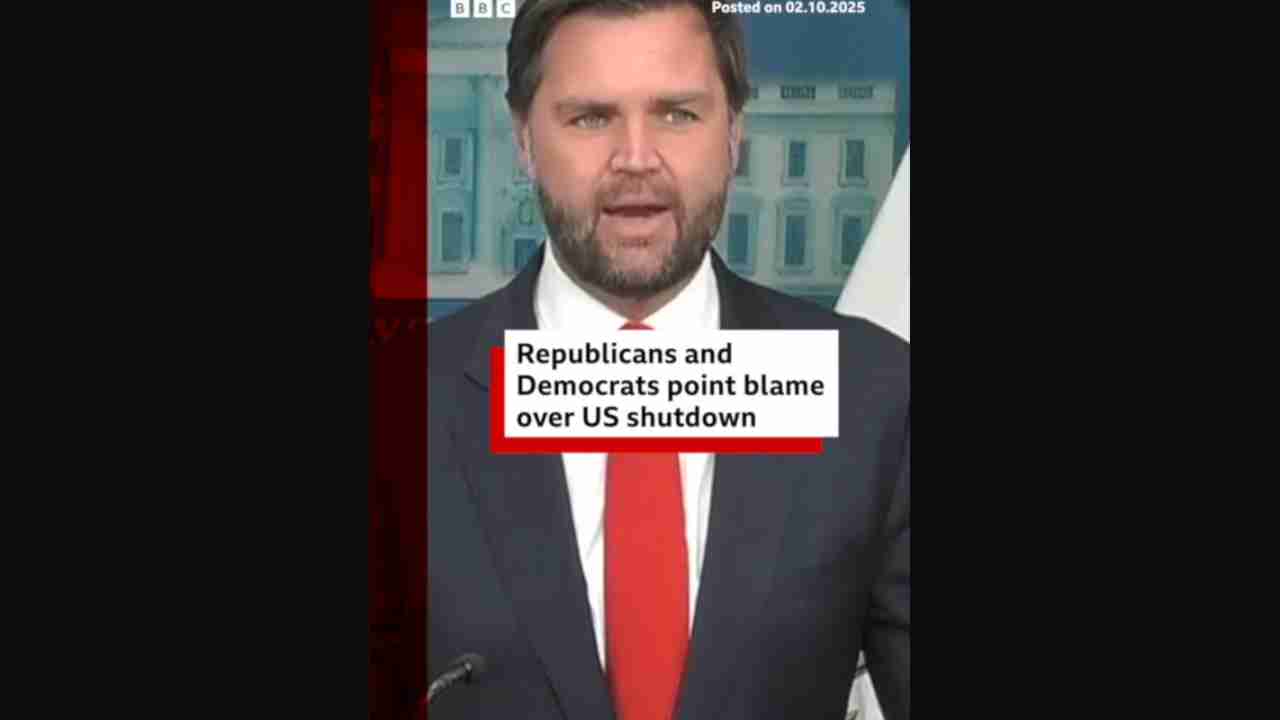 BBC
Posted on 02.10.2025
Republicans and
Democrats point blame
over US shutdown